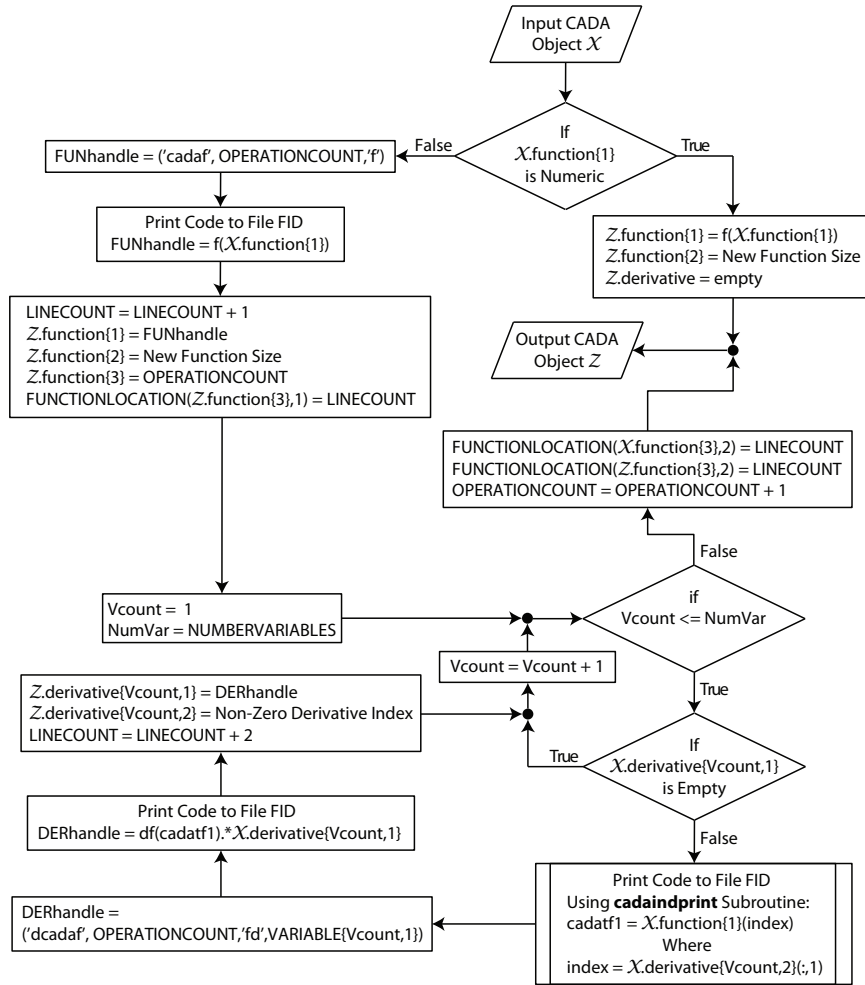 Input CADA
Object 𝒳
If
𝒳.function{1}
is Numeric
False
True
FUNhandle = ('cadaf', OPERATIONCOUNT,'f')
Print Code to File FID
FUNhandle = f(𝒳.function{1})
𝒵.function{1} = f(𝒳.function{1})
𝒵.function{2} = New Function Size
𝒵.derivative = empty
LINECOUNT = LINECOUNT + 1
𝒵.function{1} = FUNhandle
𝒵.function{2} = New Function Size
𝒵.function{3} = OPERATIONCOUNT
FUNCTIONLOCATION(𝒵.function{3},1) = LINECOUNT
Output CADA
Object 𝒵
FUNCTIONLOCATION(𝒳.function{3},2) = LINECOUNT
FUNCTIONLOCATION(𝒵.function{3},2) = LINECOUNT
OPERATIONCOUNT = OPERATIONCOUNT + 1
False
Vcount = 1
NumVar = NUMBERVARIABLES
if
Vcount <= NumVar
Vcount = Vcount + 1
True
𝒵.derivative{Vcount,1} = DERhandle
𝒵.derivative{Vcount,2} = Non-Zero Derivative Index
LINECOUNT = LINECOUNT + 2
If
𝒳.derivative{Vcount,1}
is Empty
True
False
Print Code to File FID
DERhandle = df(cadatf1).*𝒳.derivative{Vcount,1}
Print Code to File FID
Using cadaindprint Subroutine:
cadatf1 = 𝒳.function{1}(index)
Where
index = 𝒳.derivative{Vcount,2}(:,1)
DERhandle =
('dcadaf', OPERATIONCOUNT,'fd',VARIABLE{Vcount,1})